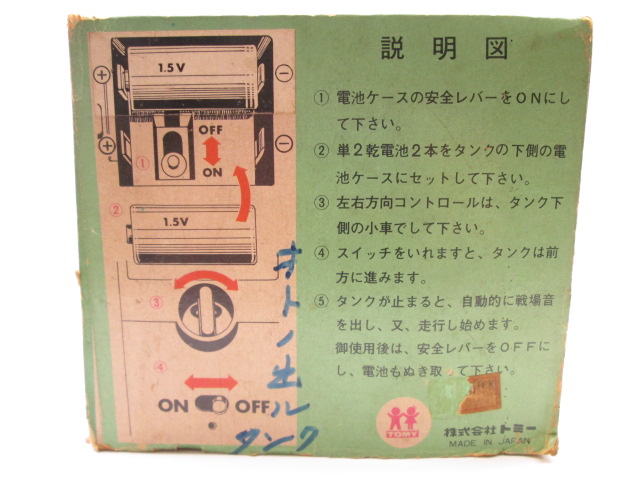 説明図
① 電池ケースの安全レバーをONにし
て下さい。
② 単2乾電池2本をタンクの下側の電
池ケースにセットして下さい。
③ 左右方向コントロールは、タンク下
側の小車でして下さい。
④ スイッチをいれますと、タンクは前
方に進みます。
⑤ タンクが止まると、自動的に戦場音
を出し、又、走行し始めます。
御使用後は、安全レバーをOFFに
し、電池もぬき取って下さい。
1.5V
⊕ ⊖
OFF
⊕ ⊖
① ON
② 1.5V
③
④
ON OFF
オトノ出ル
タンク
TOMY
株式会社トミー
MADE IN JAPAN